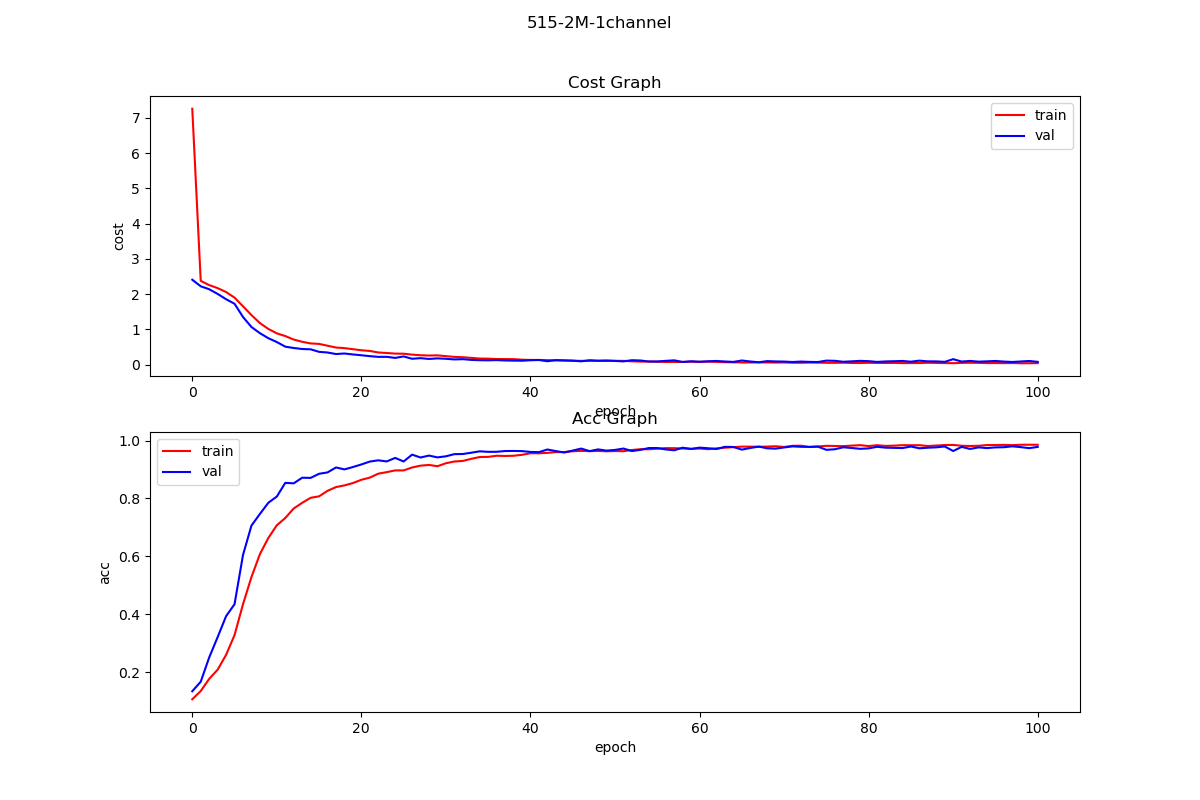 515-2M-1channel
Cost Graph
7
6
5
4
3
2
1
0
cost
train
val
0 20 40 60 80 100
epoch
Acc Graph
1.0
0.8
0.6
0.4
0.2
acc
train
val
0 20 40 60 80 100
epoch